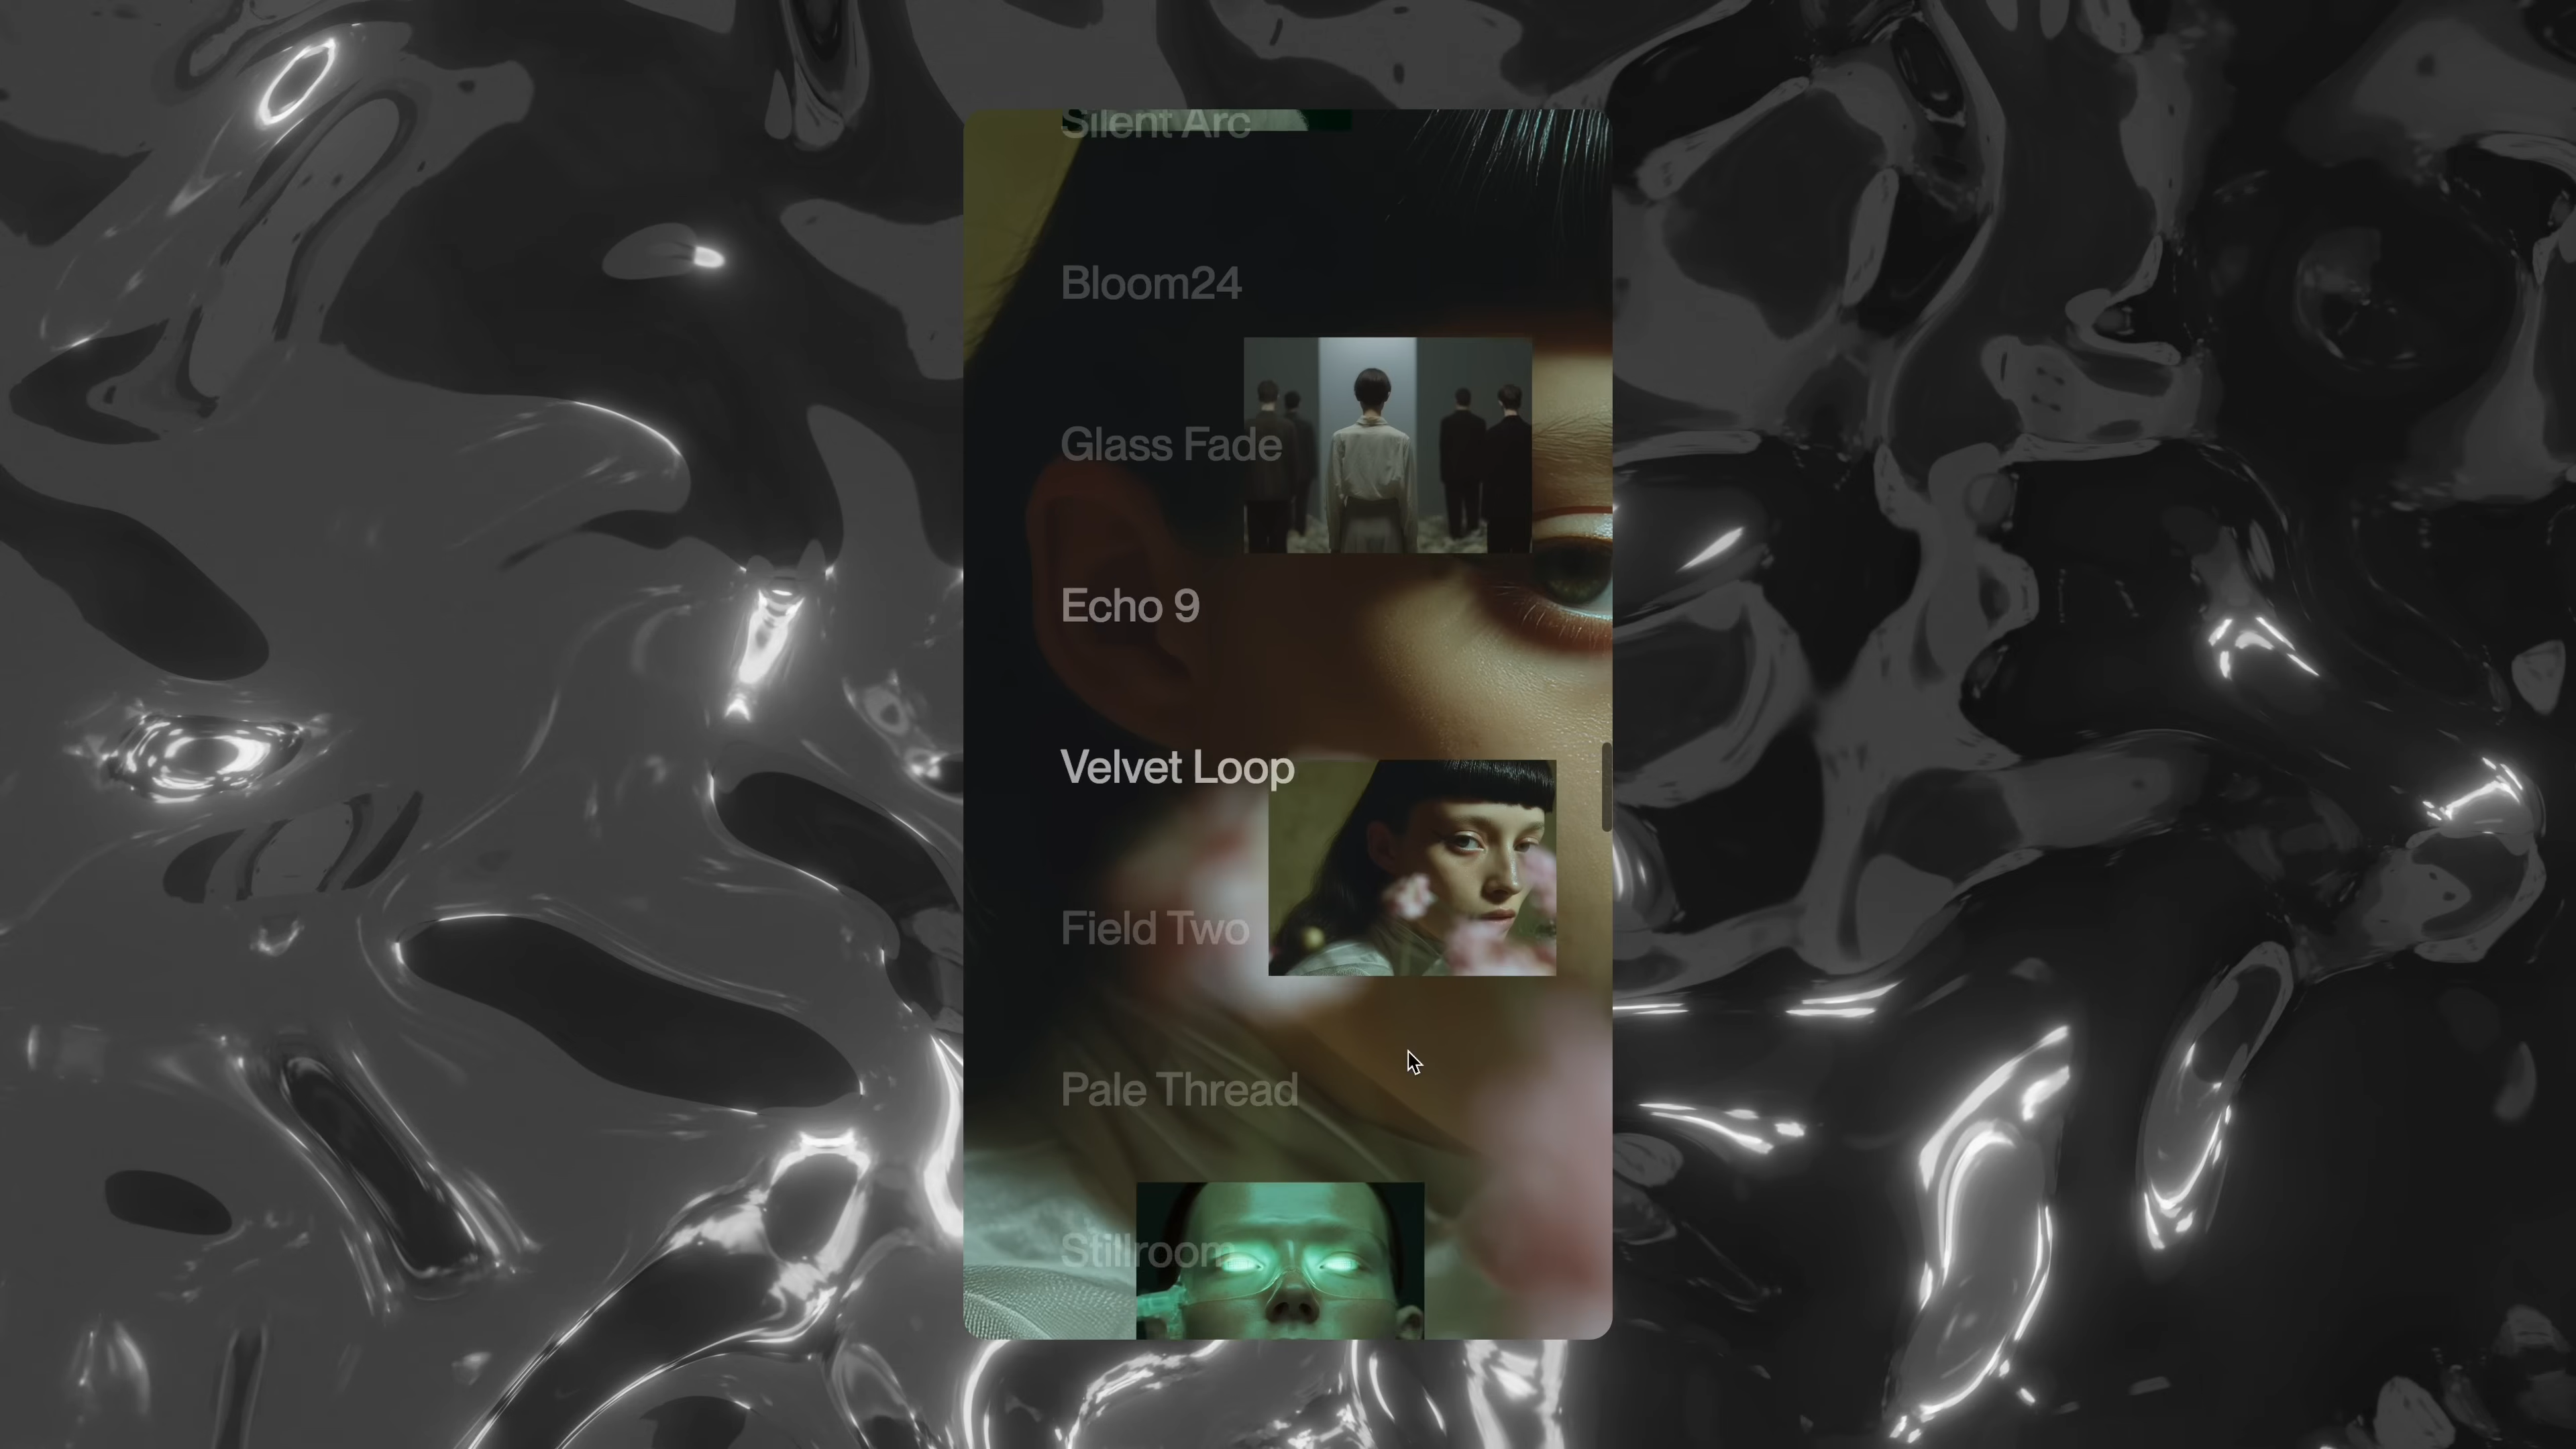 Silent Arc
Bloom24
Glass Fade
Echo 9
Velvet Loop
Field Two
Pale Thread
Stillroom